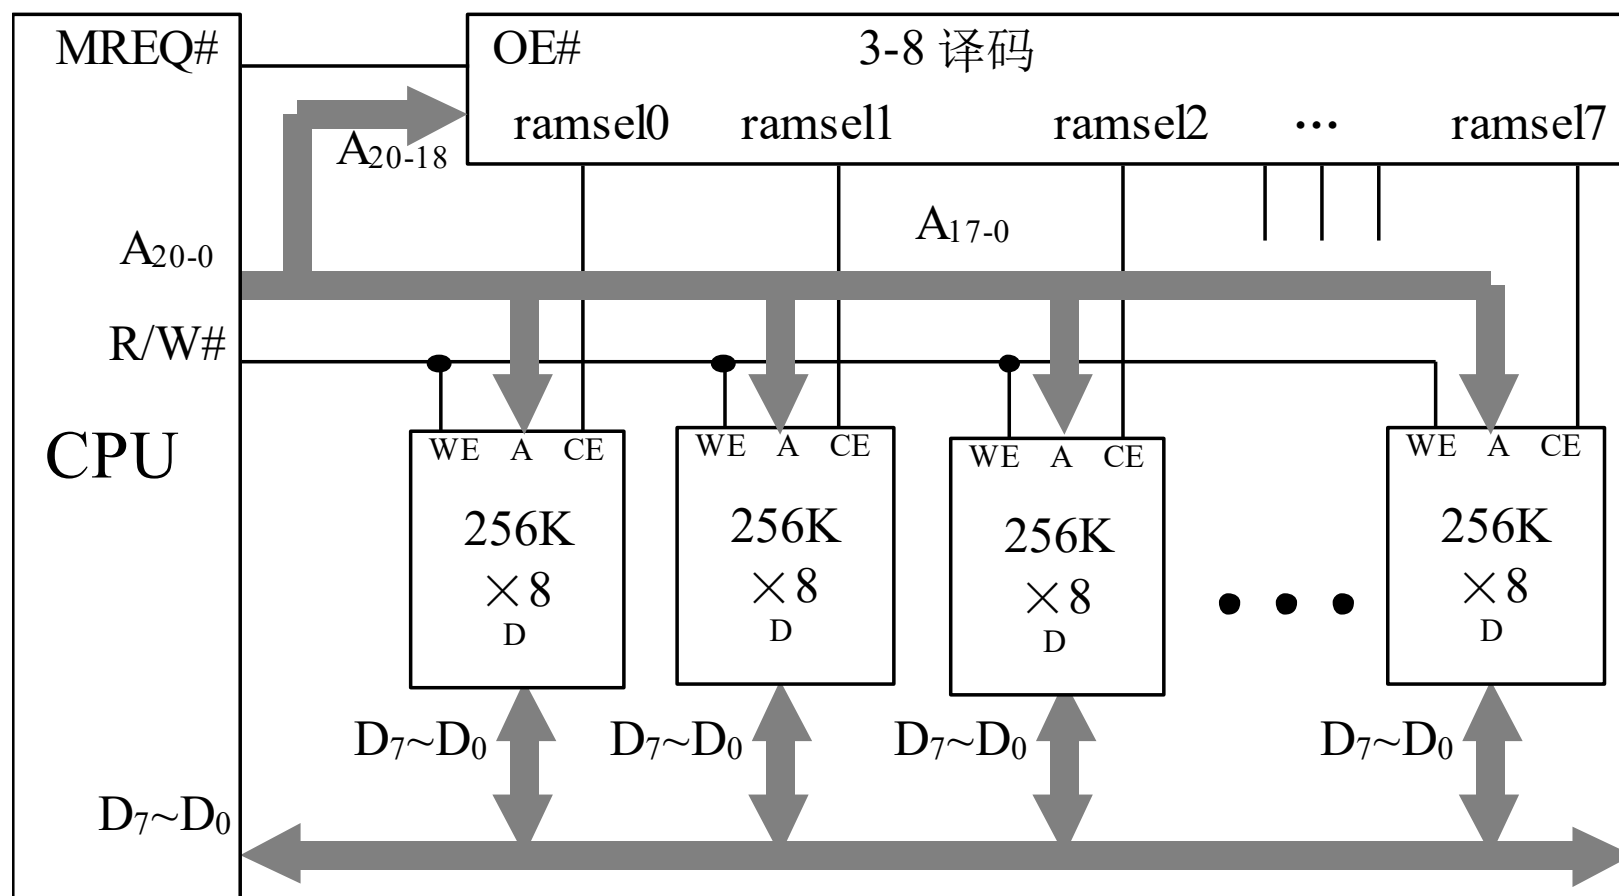 MREQ#
OE#
3-8 译码
ramsel0
ramsel1
ramsel2
...
ramsel7
A20-18
A17-0
A20-0
R/W#
CPU
WE A CE
WE A CE
WE A CE
WE A CE
256K
×8
D
256K
×8
D
256K
×8
D
256K
×8
D
D7~D0
D7~D0
D7~D0
D7~D0
D7~D0